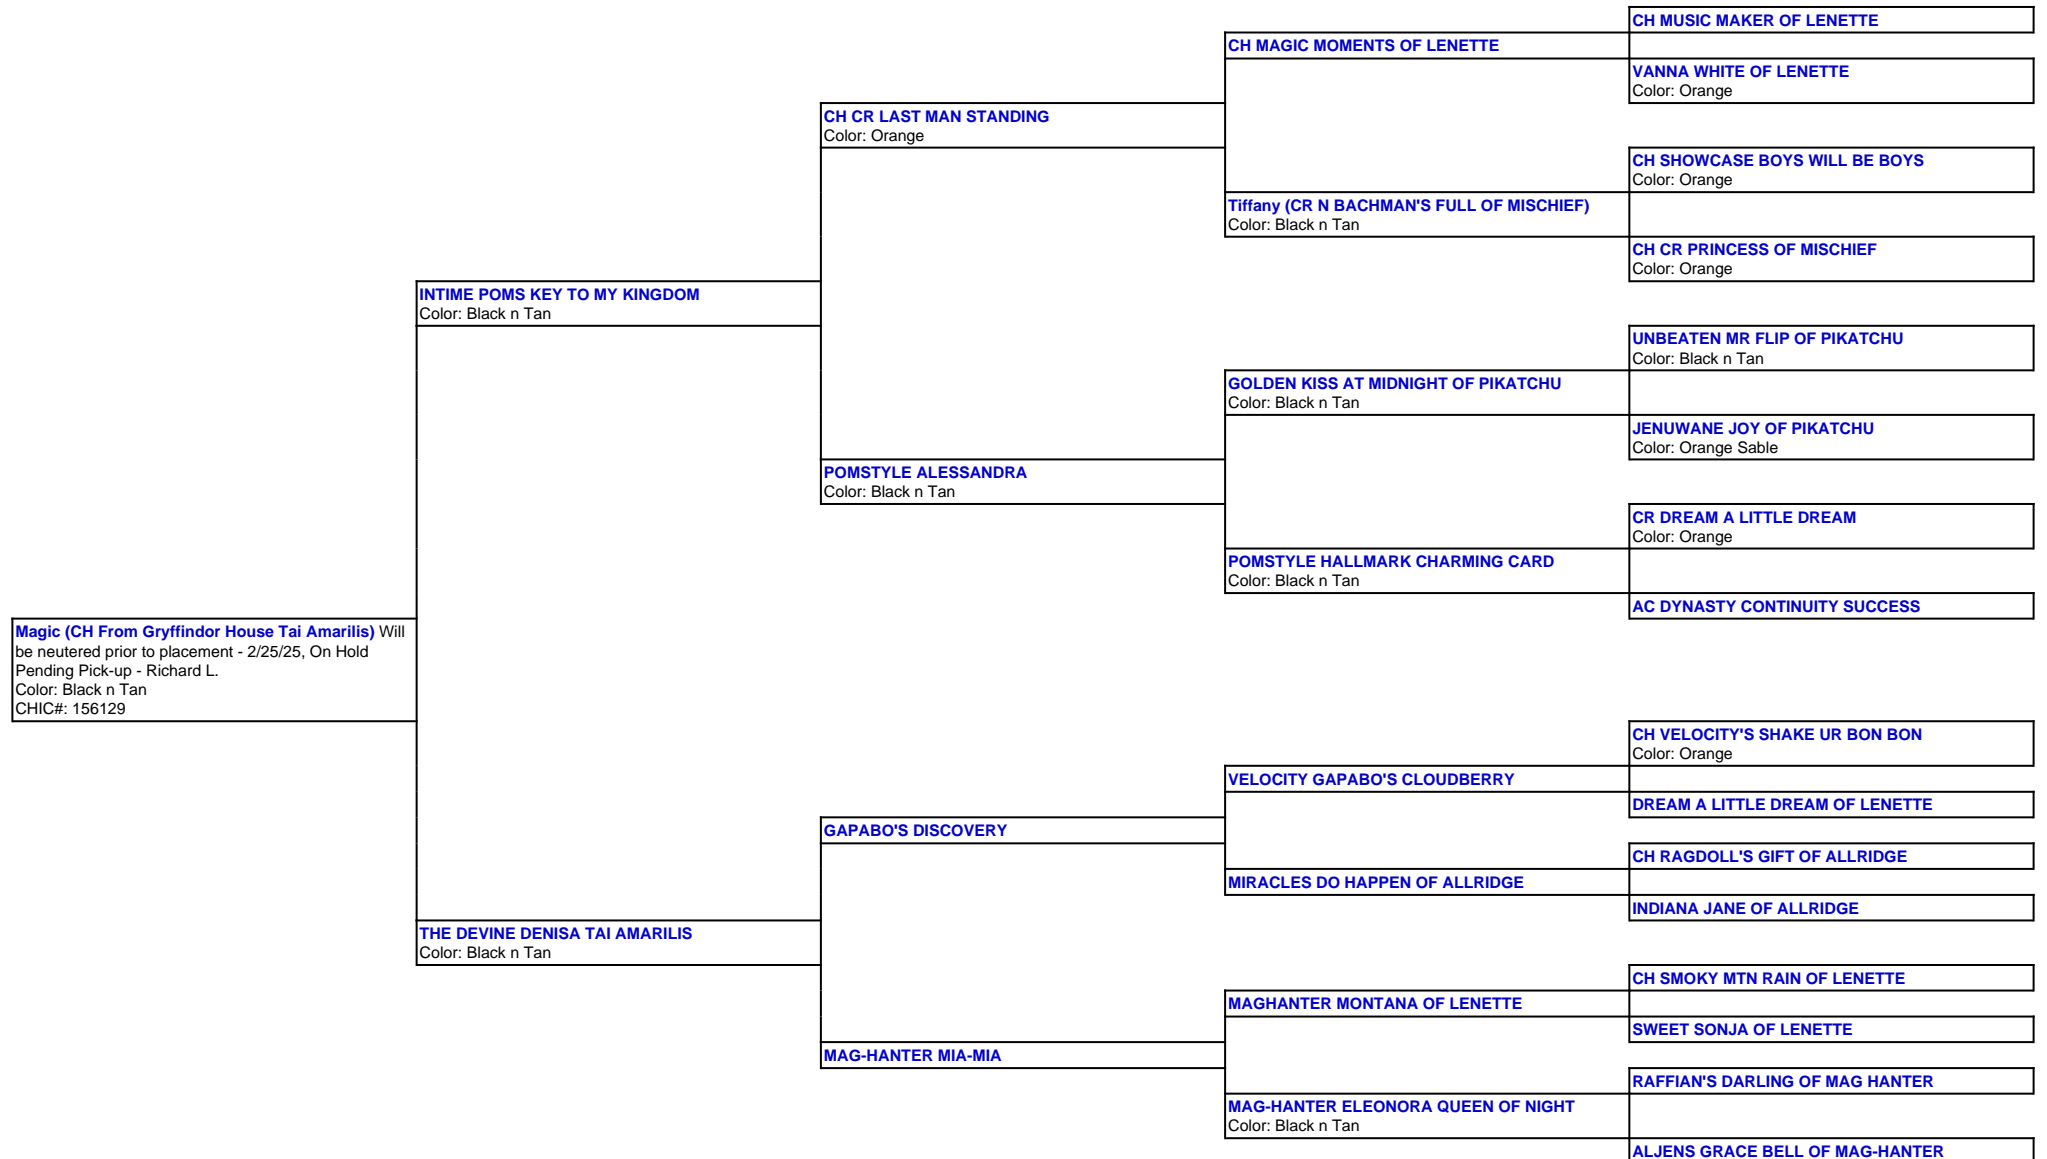 CH MUSIC MAKER OF LENETTE
CH MAGIC MOMENTS OF LENETTE
VANNA WHITE OF LENETTE
Color: Orange
CH CR LAST MAN STANDING
Color: Orange
CH SHOWCASE BOYS WILL BE BOYS
Color: Orange
Tiffany (CR N BACHMAN'S FULL OF MISCHIEF)
Color: Black n Tan
CH CR PRINCESS OF MISCHIEF
Color: Orange
INTIME POMS KEY TO MY KINGDOM
Color: Black n Tan
UNBEATEN MR FLIP OF PIKATCHU
Color: Black n Tan
GOLDEN KISS AT MIDNIGHT OF PIKATCHU
Color: Black n Tan
JENUWANE JOY OF PIKATCHU
Color: Orange Sable
POMSTYLE ALESSANDRA
Color: Black n Tan
CR DREAM A LITTLE DREAM
Color: Orange
POMSTYLE HALLMARK CHARMING CARD
Color: Black n Tan
AC DYNASTY CONTINUITY SUCCESS
Magic (CH From Gryffindor House Tai Amarilis) Will
be neutered prior to placement - 2/25/25, On Hold
Pending Pick-up - Richard L.
Color: Black n Tan
CHIC#: 156129
CH VELOCITY'S SHAKE UR BON BON
Color: Orange
VELOCITY GAPABO'S CLOUDBERRY
DREAM A LITTLE DREAM OF LENETTE
GAPABO'S DISCOVERY
CH RAGDOLL'S GIFT OF ALLRIDGE
MIRACLES DO HAPPEN OF ALLRIDGE
INDIANA JANE OF ALLRIDGE
THE DEVINE DENISA TAI AMARILIS
Color: Black n Tan
CH SMOKY MTN RAIN OF LENETTE
MAGHANTER MONTANA OF LENETTE
SWEET SONJA OF LENETTE
MAG-HANTER MIA-MIA
RAFFIAN'S DARLING OF MAG HANTER
MAG-HANTER ELEONORA QUEEN OF NIGHT
Color: Black n Tan
ALJENS GRACE BELL OF MAG-HANTER